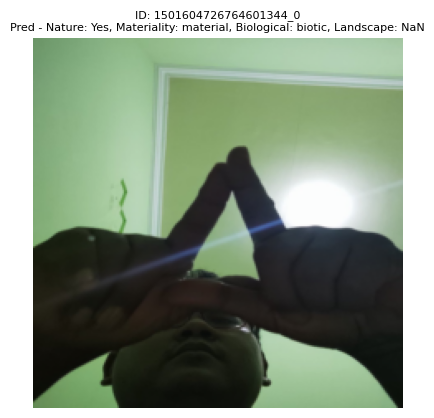 ID: 1501604726764601344_0
Pred - Nature: Yes, Materiality: material, Biological: biotic, Landscape: NaN